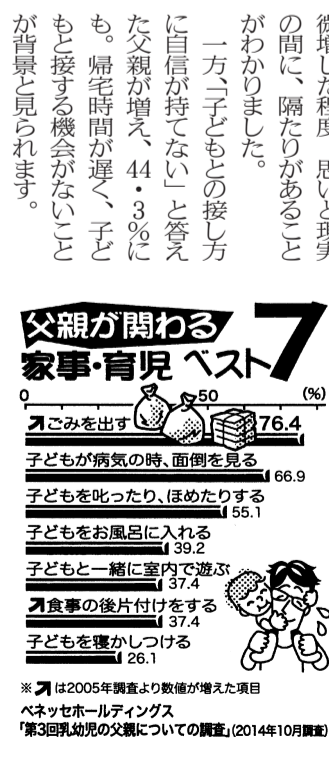 微増した程度 思いと現実
の間に、隔たりがあること
がわかりました。
一方、「子どもとの接し方
に自信が持てない」と答え
た父親が増え、44・3％に
も。帰宅時間が遅く、子ど
もと接する機会がないこと
が背景と見られます。
父親が関わる
家事・育児 ベスト7
0 50 (%)
↗ごみを出す 76.4
子どもが病気の時、面倒を見る
66.9
子どもを叱ったり、ほめたりする
55.1
子どもをお風呂に入れる
39.2
子どもと一緒に室内で遊ぶ
37.4
↗食事の後片付けをする
37.4
子どもを寝かしつける
26.1
※↗は2005年調査より数値が増えた項目
ベネッセホールディングス
「第3回乳幼児の父親についての調査」(2014年10月調査)